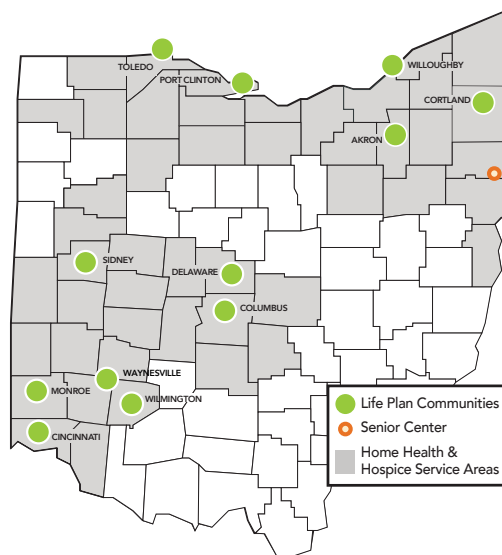 TOLEDO
PORT CLINTON
WILLOUGHBY
CORTLAND
AKRON
SIDNEY
DELAWARE
COLUMBUS
WAYNESVILLE
MONROE
WILMINGTON
CINCINNATI
Life Plan Communities
Senior Center
Home Health &
Hospice Service Areas